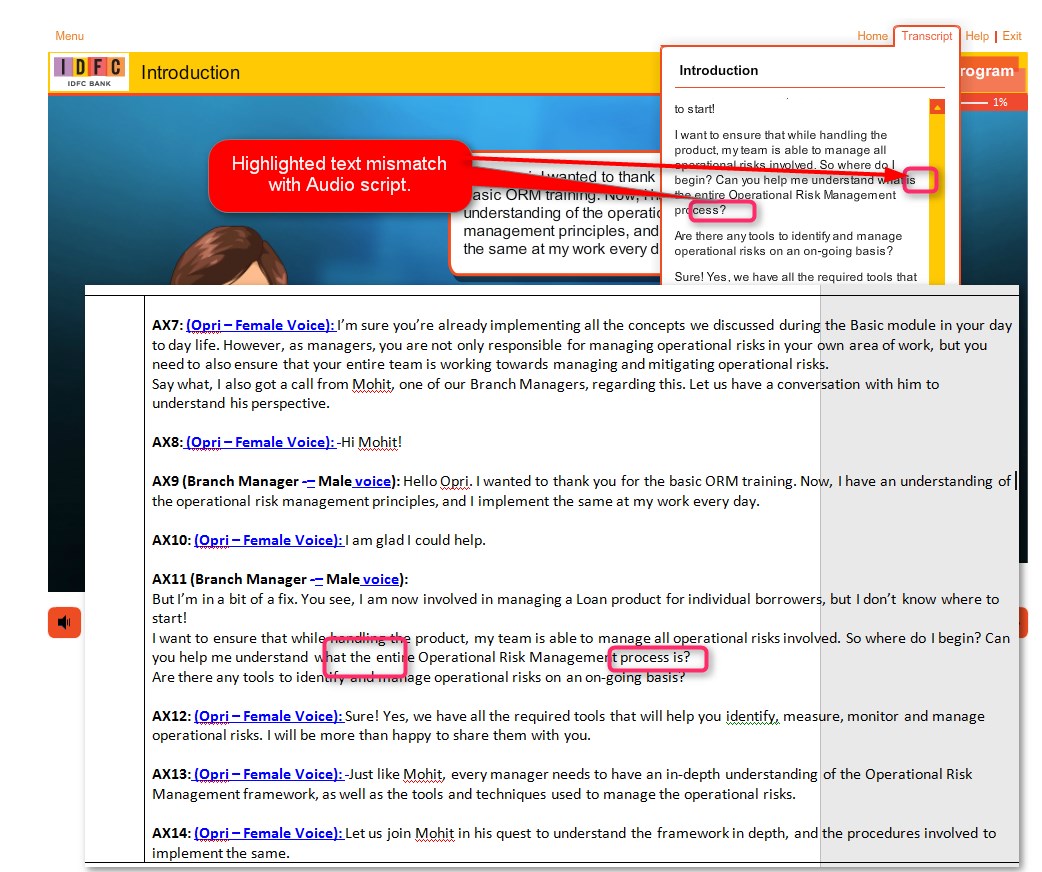 Menu
Home
Transcript
Help | Exit
IDFC
IDFC BANK
Introduction
rogram
1%
Introduction
to start!
I want to ensure that while handling the
product, my team is able to manage all
operational risks involved. So where do I
begin? Can you help me understand what is
the entire Operational Risk Management
process?
Are there any tools to identify and manage
operational risks on an on-going basis?
Sure! Yes, we have all the required tools that
Highlighted text mismatch
with Audio script.
I wanted to thank
basic ORM training. Now, I h
understanding of the operatio
management principles, and
the same at my work every d
AX7: (Opri – Female Voice): I'm sure you're already implementing all the concepts we discussed during the Basic module in your day
to day life. However, as managers, you are not only responsible for managing operational risks in your own area of work, but you
need to also ensure that your entire team is working towards managing and mitigating operational risks.
Say what, I also got a call from Mohit, one of our Branch Managers, regarding this. Let us have a conversation with him to
understand his perspective.
AX8: (Opri – Female Voice): -Hi Mohit!
AX9 (Branch Manager -– Male voice): Hello Opri. I wanted to thank you for the basic ORM training. Now, I have an understanding of
the operational risk management principles, and I implement the same at my work every day.
AX10: (Opri – Female Voice): I am glad I could help.
AX11 (Branch Manager -– Male voice):
But I'm in a bit of a fix. You see, I am now involved in managing a Loan product for individual borrowers, but I don't know where to
start!
I want to ensure that while handling the product, my team is able to manage all operational risks involved. So where do I begin? Can
you help me understand what the entire Operational Risk Management process is?
Are there any tools to identify and manage operational risks on an on-going basis?
AX12: (Opri – Female Voice): Sure! Yes, we have all the required tools that will help you identify, measure, monitor and manage
operational risks. I will be more than happy to share them with you.
AX13: (Opri – Female Voice): -Just like Mohit, every manager needs to have an in-depth understanding of the Operational Risk
Management framework, as well as the tools and techniques used to manage the operational risks.
AX14: (Opri – Female Voice): Let us join Mohit in his quest to understand the framework in depth, and the procedures involved to
implement the same.